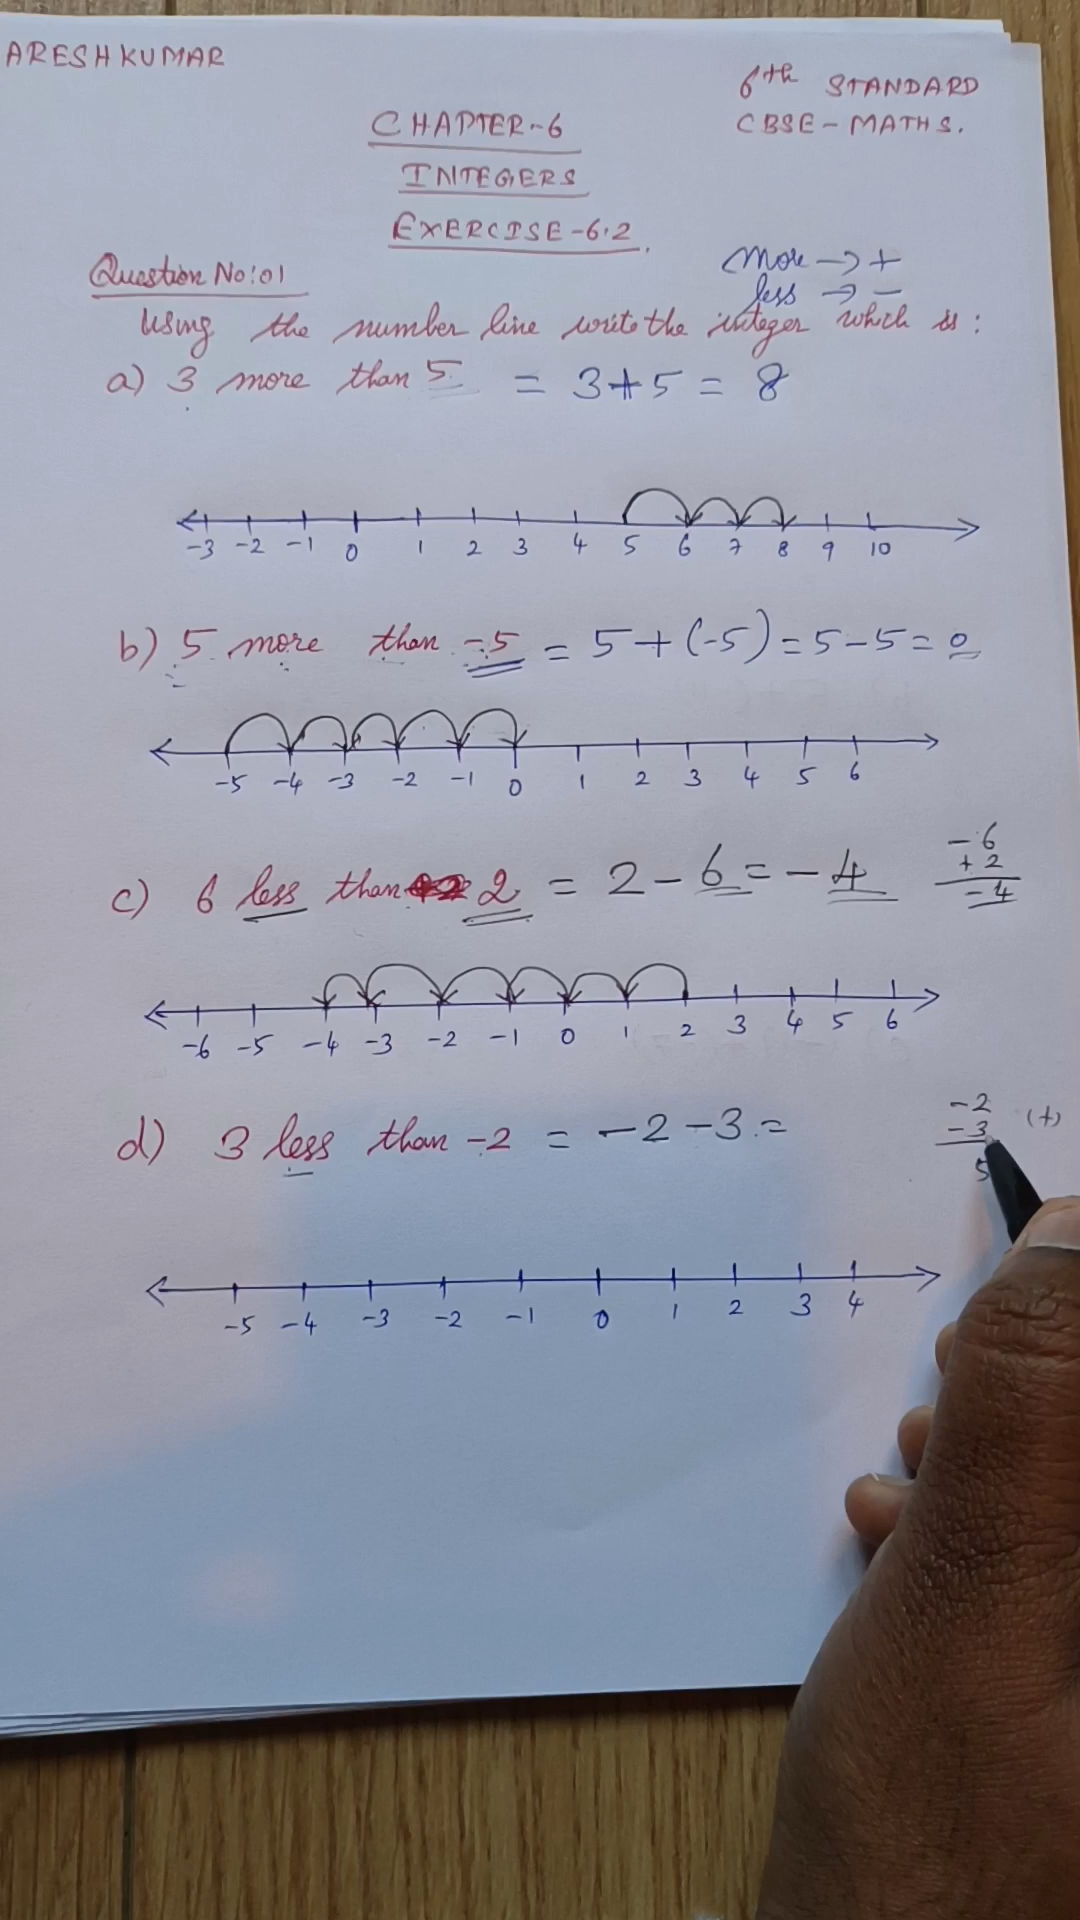 ARESHKUMAR
6th STANDARD
CBSE-MATHS.
CHAPTER-6
INTEGERS
EXERCISE-6.2.
more → +
less → -
Question No:01
Using the number line write the integer which is:
a) 3 more than 5 = 3+5 = 8
-3 -2 -1 0 1 2 3 4 5 6 7 8 9 10
b) 5 more than -5 = 5+(-5)=5-5=0
-5 -4 -3 -2 -1 0 1 2 3 4 5 6
-6
+2
-4
c) 6 less than 2 = 2-6=-4
-6 -5 -4 -3 -2 -1 0 1 2 3 4 5 6
-2
-3 (+)
5
d) 3 less than -2 = -2-3=
-5 -4 -3 -2 -1 0 1 2 3 4